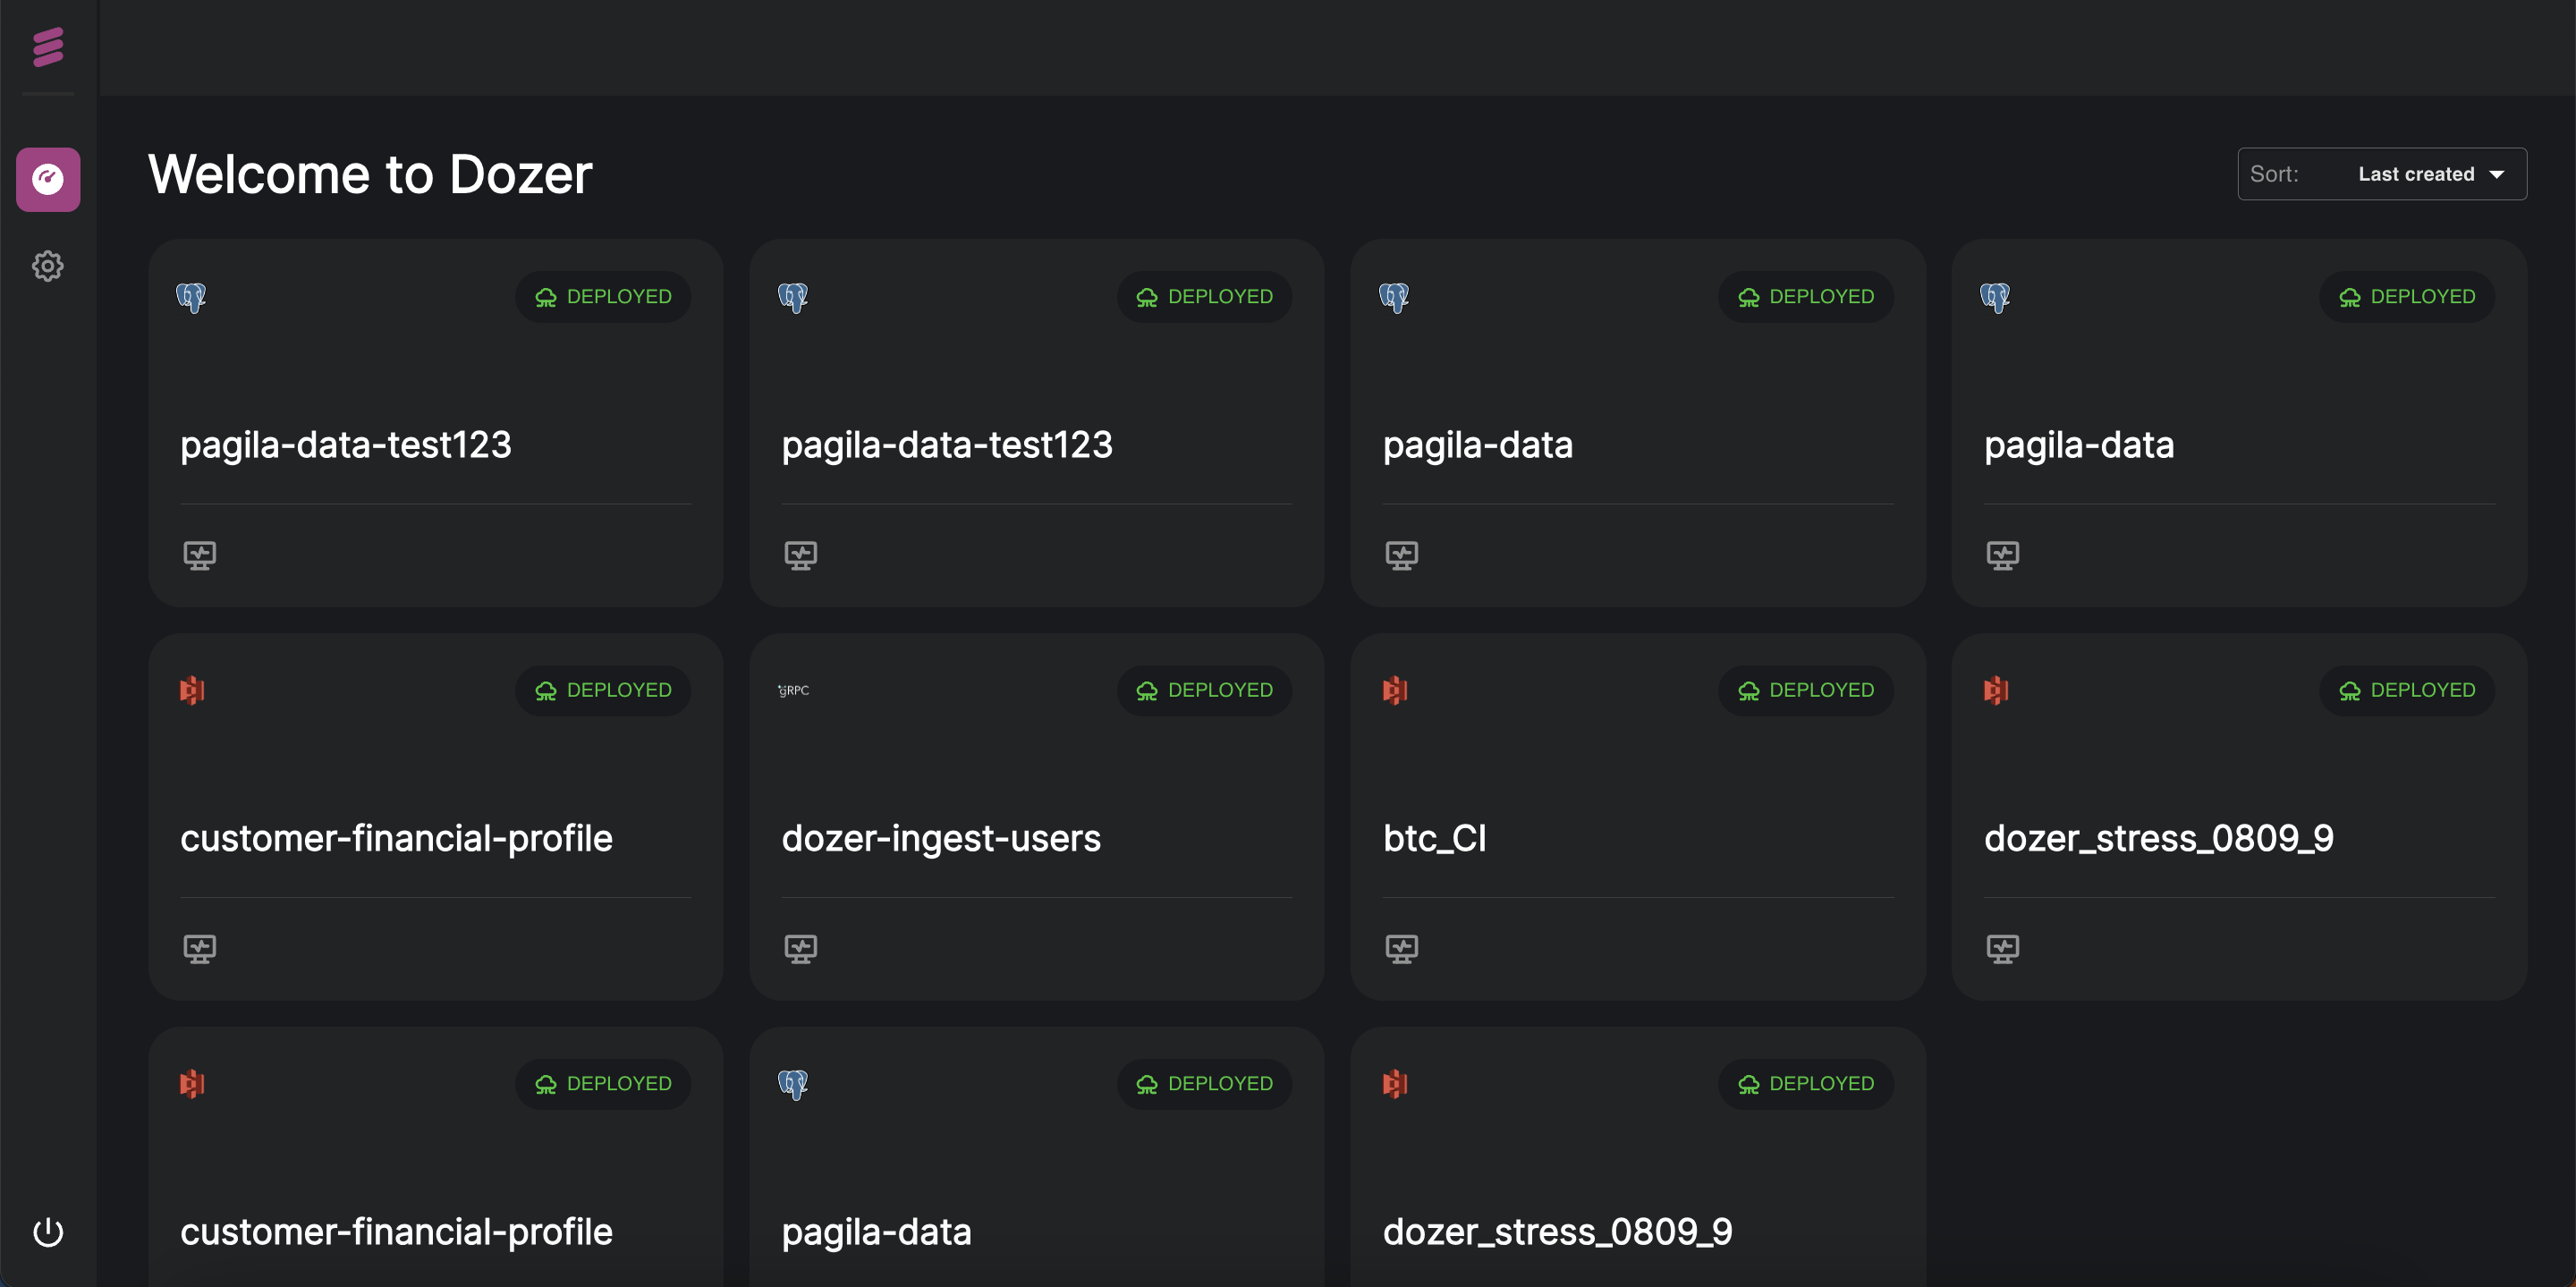 Welcome to Dozer
Sort: Last created
DEPLOYED
pagila-data-test123
DEPLOYED
pagila-data-test123
DEPLOYED
pagila-data
DEPLOYED
pagila-data
DEPLOYED
customer-financial-profile
gRPC
DEPLOYED
dozer-ingest-users
DEPLOYED
btc_CI
DEPLOYED
dozer_stress_0809_9
DEPLOYED
customer-financial-profile
DEPLOYED
pagila-data
DEPLOYED
dozer_stress_0809_9